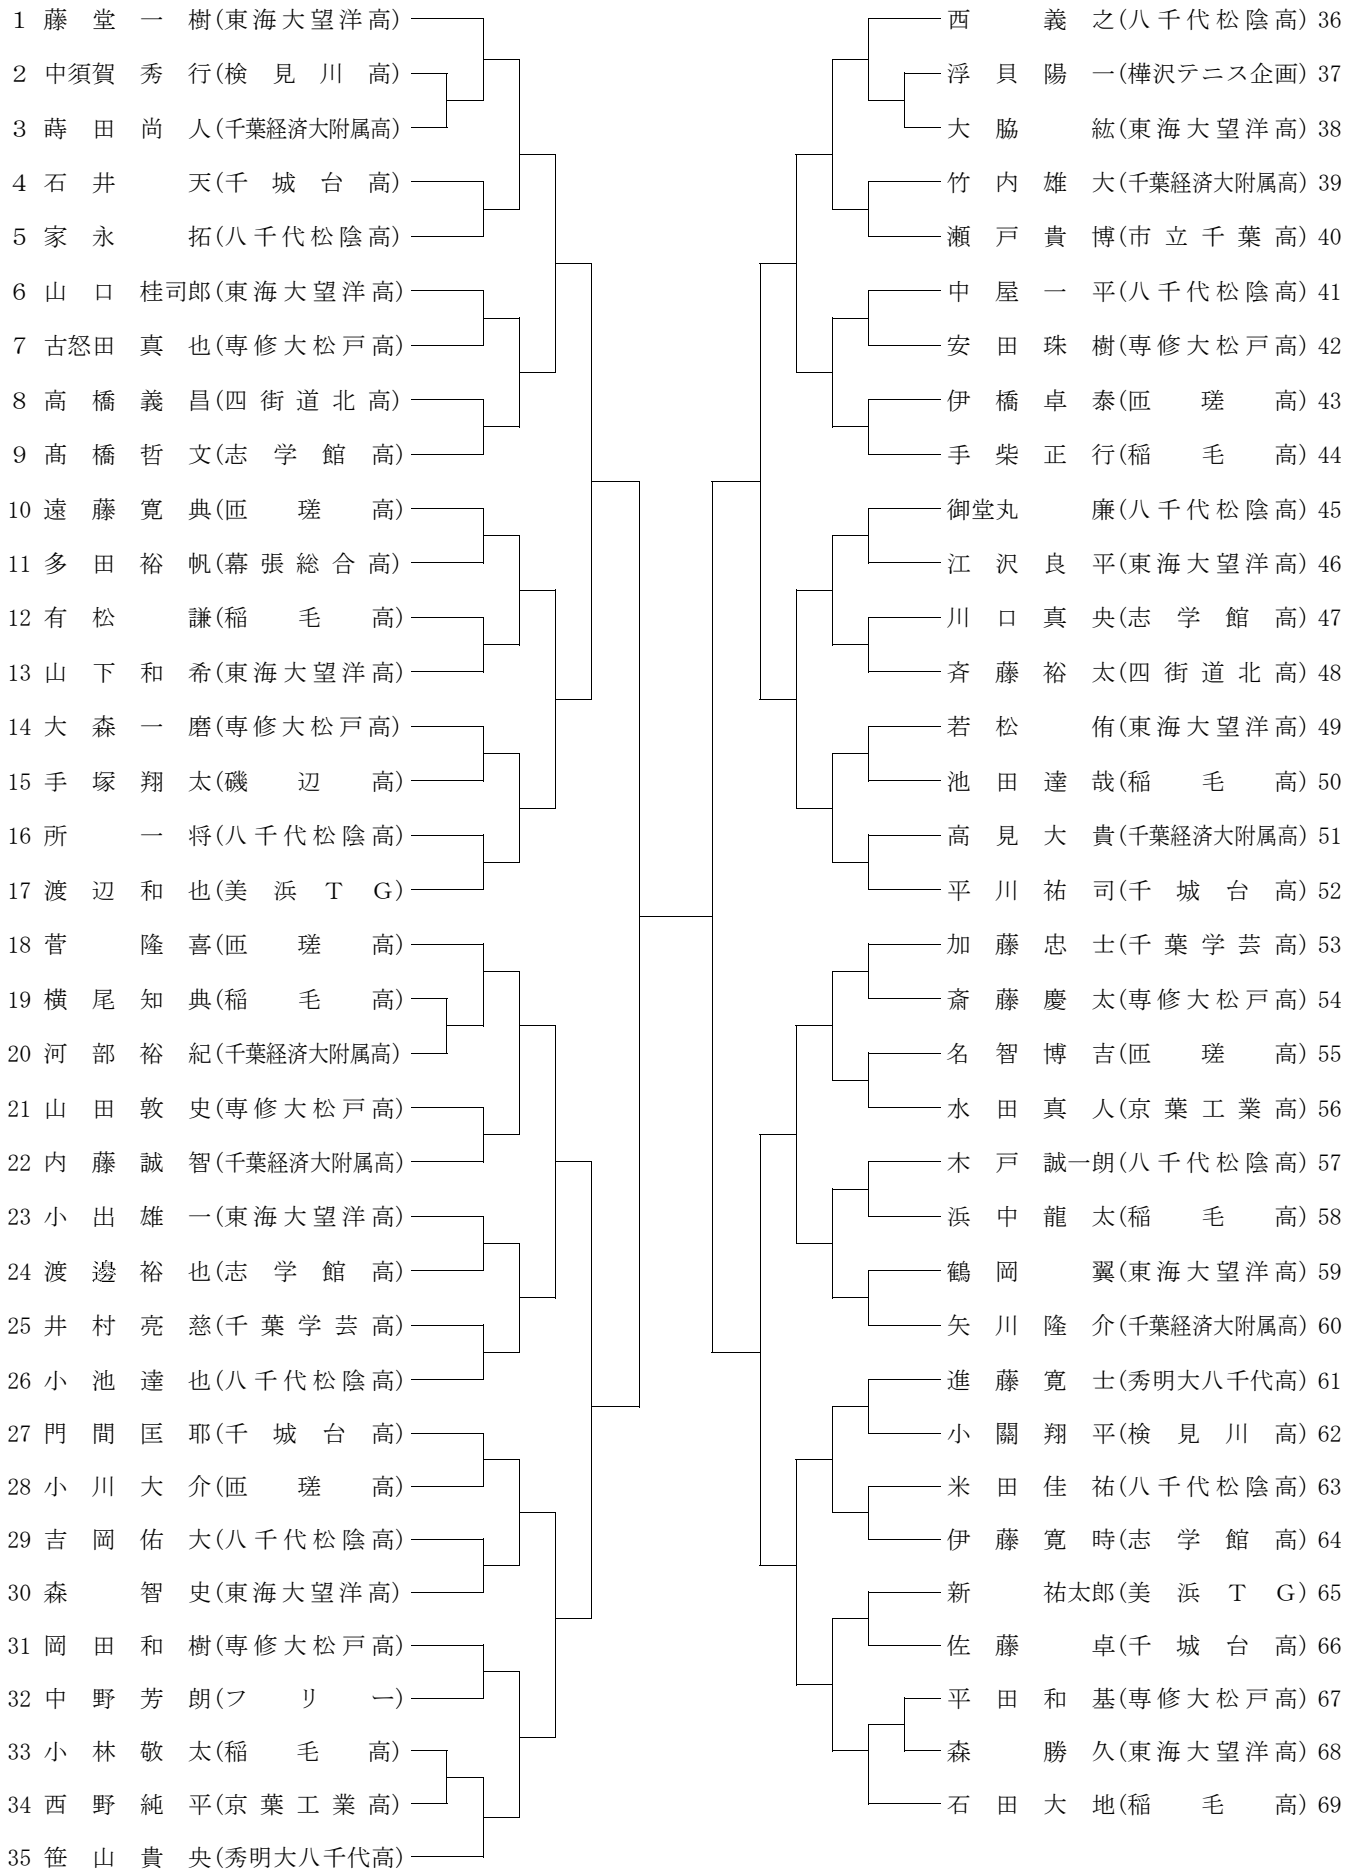 1 藤堂一樹(東海大望洋高)
2 中須賀秀行(検見川高)
3 蒔田尚人(千葉経済大附属高)
4 石井天(千城台高)
5 家永拓(八千代松陰高)
6 山口桂司郎(東海大望洋高)
7 古怒田真也(専修大松戸高)
8 高橋義昌(四街道北高)
9 髙橋哲文(志学館高)
10 遠藤寛典(匝瑳高)
11 多田裕帆(幕張総合高)
12 有松謙(稲毛高)
13 山下和希(東海大望洋高)
14 大森一磨(専修大松戸高)
15 手塚翔太(磯辺高)
16 所一将(八千代松陰高)
17 渡辺和也(美浜TG)
18 菅隆喜(匝瑳高)
19 横尾知典(稲毛高)
20 河部裕紀(千葉経済大附属高)
21 山田敦史(専修大松戸高)
22 内藤誠智(千葉経済大附属高)
23 小出雄一(東海大望洋高)
24 渡邊裕也(志学館高)
25 井村亮慈(千葉学芸高)
26 小池達也(八千代松陰高)
27 門間匡耶(千城台高)
28 小川大介(匝瑳高)
29 吉岡佑大(八千代松陰高)
30 森智史(東海大望洋高)
31 岡田和樹(専修大松戸高)
32 中野芳朗(フリー)
33 小林敬太(稲毛高)
34 西野純平(京葉工業高)
35 笹山貴央(秀明大八千代高)
西義之(八千代松陰高) 36
浮貝陽一(樺沢テニス企画) 37
大脇紘(東海大望洋高) 38
竹内雄大(千葉経済大附属高) 39
瀬戸貴博(市立千葉高) 40
中屋一平(八千代松陰高) 41
安田珠樹(専修大松戸高) 42
伊橋卓泰(匝瑳高) 43
手柴正行(稲毛高) 44
御堂丸廉(八千代松陰高) 45
江沢良平(東海大望洋高) 46
川口真央(志学館高) 47
斉藤裕太(四街道北高) 48
若松侑(東海大望洋高) 49
池田達哉(稲毛高) 50
高見大貴(千葉経済大附属高) 51
平川祐司(千城台高) 52
加藤忠士(千葉学芸高) 53
斎藤慶太(専修大松戸高) 54
名智博吉(匝瑳高) 55
水田真人(京葉工業高) 56
木戸誠一朗(八千代松陰高) 57
浜中龍太(稲毛高) 58
鶴岡翼(東海大望洋高) 59
矢川隆介(千葉経済大附属高) 60
進藤寛士(秀明大八千代高) 61
小關翔平(検見川高) 62
米田佳祐(八千代松陰高) 63
伊藤寛時(志学館高) 64
新祐太郎(美浜TG) 65
佐藤卓(千城台高) 66
平田和基(専修大松戸高) 67
森勝久(東海大望洋高) 68
石田大地(稲毛高) 69